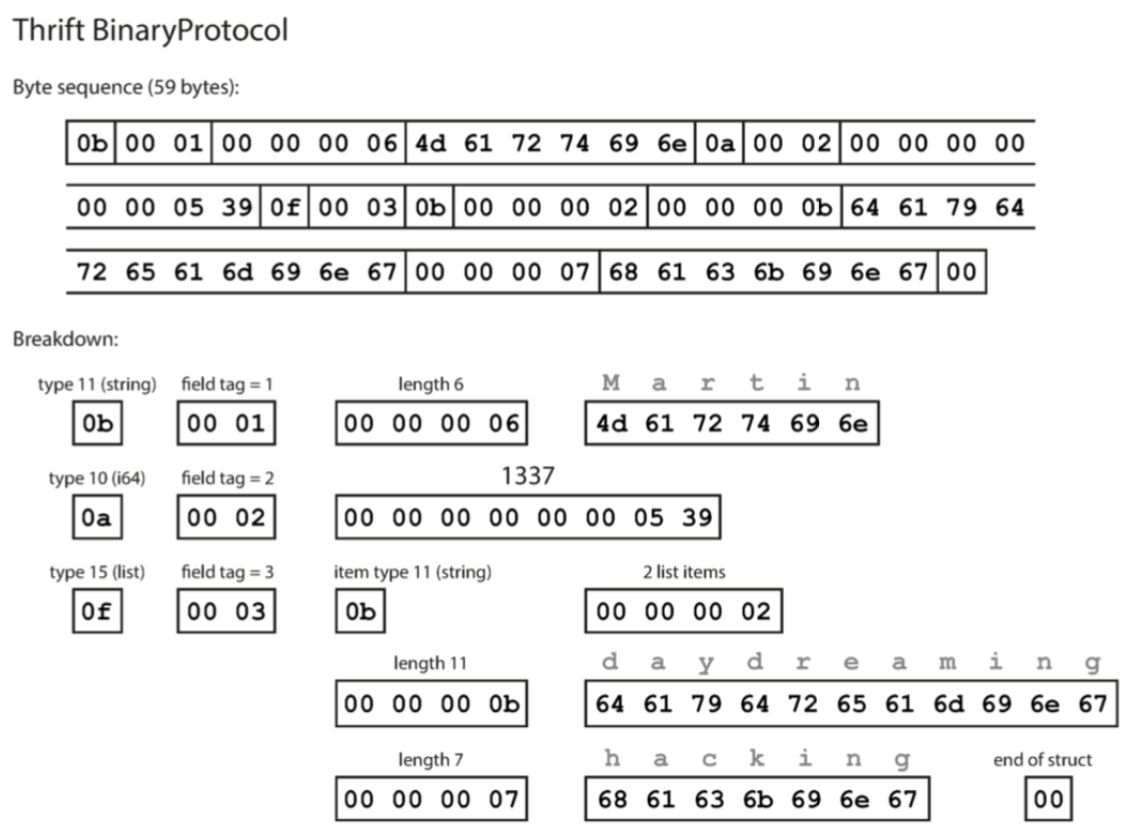 Thrift BinaryProtocol
Byte sequence (59 bytes):
0b 00 01 00 00 00 06 4d 61 72 74 69 6e 0a 00 02 00 00 00 00
00 00 05 39 0f 00 03 0b 00 00 00 02 00 00 00 0b 64 61 79 64
72 65 61 6d 69 6e 67 00 00 00 07 68 61 63 6b 69 6e 67 00
Breakdown:
type 11 (string) field tag = 1 length 6 M a r t i n
0b 00 01 00 00 00 06 4d 61 72 74 69 6e
type 10 (i64) field tag = 2 1337
0a 00 02 00 00 00 00 00 00 05 39
type 15 (list) field tag = 3 item type 11 (string) 2 list items
0f 00 03 0b 00 00 00 02
length 11 d a y d r e a m i n g
00 00 00 0b 64 61 79 64 72 65 61 6d 69 6e 67
length 7 h a c k i n g end of struct
00 00 00 07 68 61 63 6b 69 6e 67 00